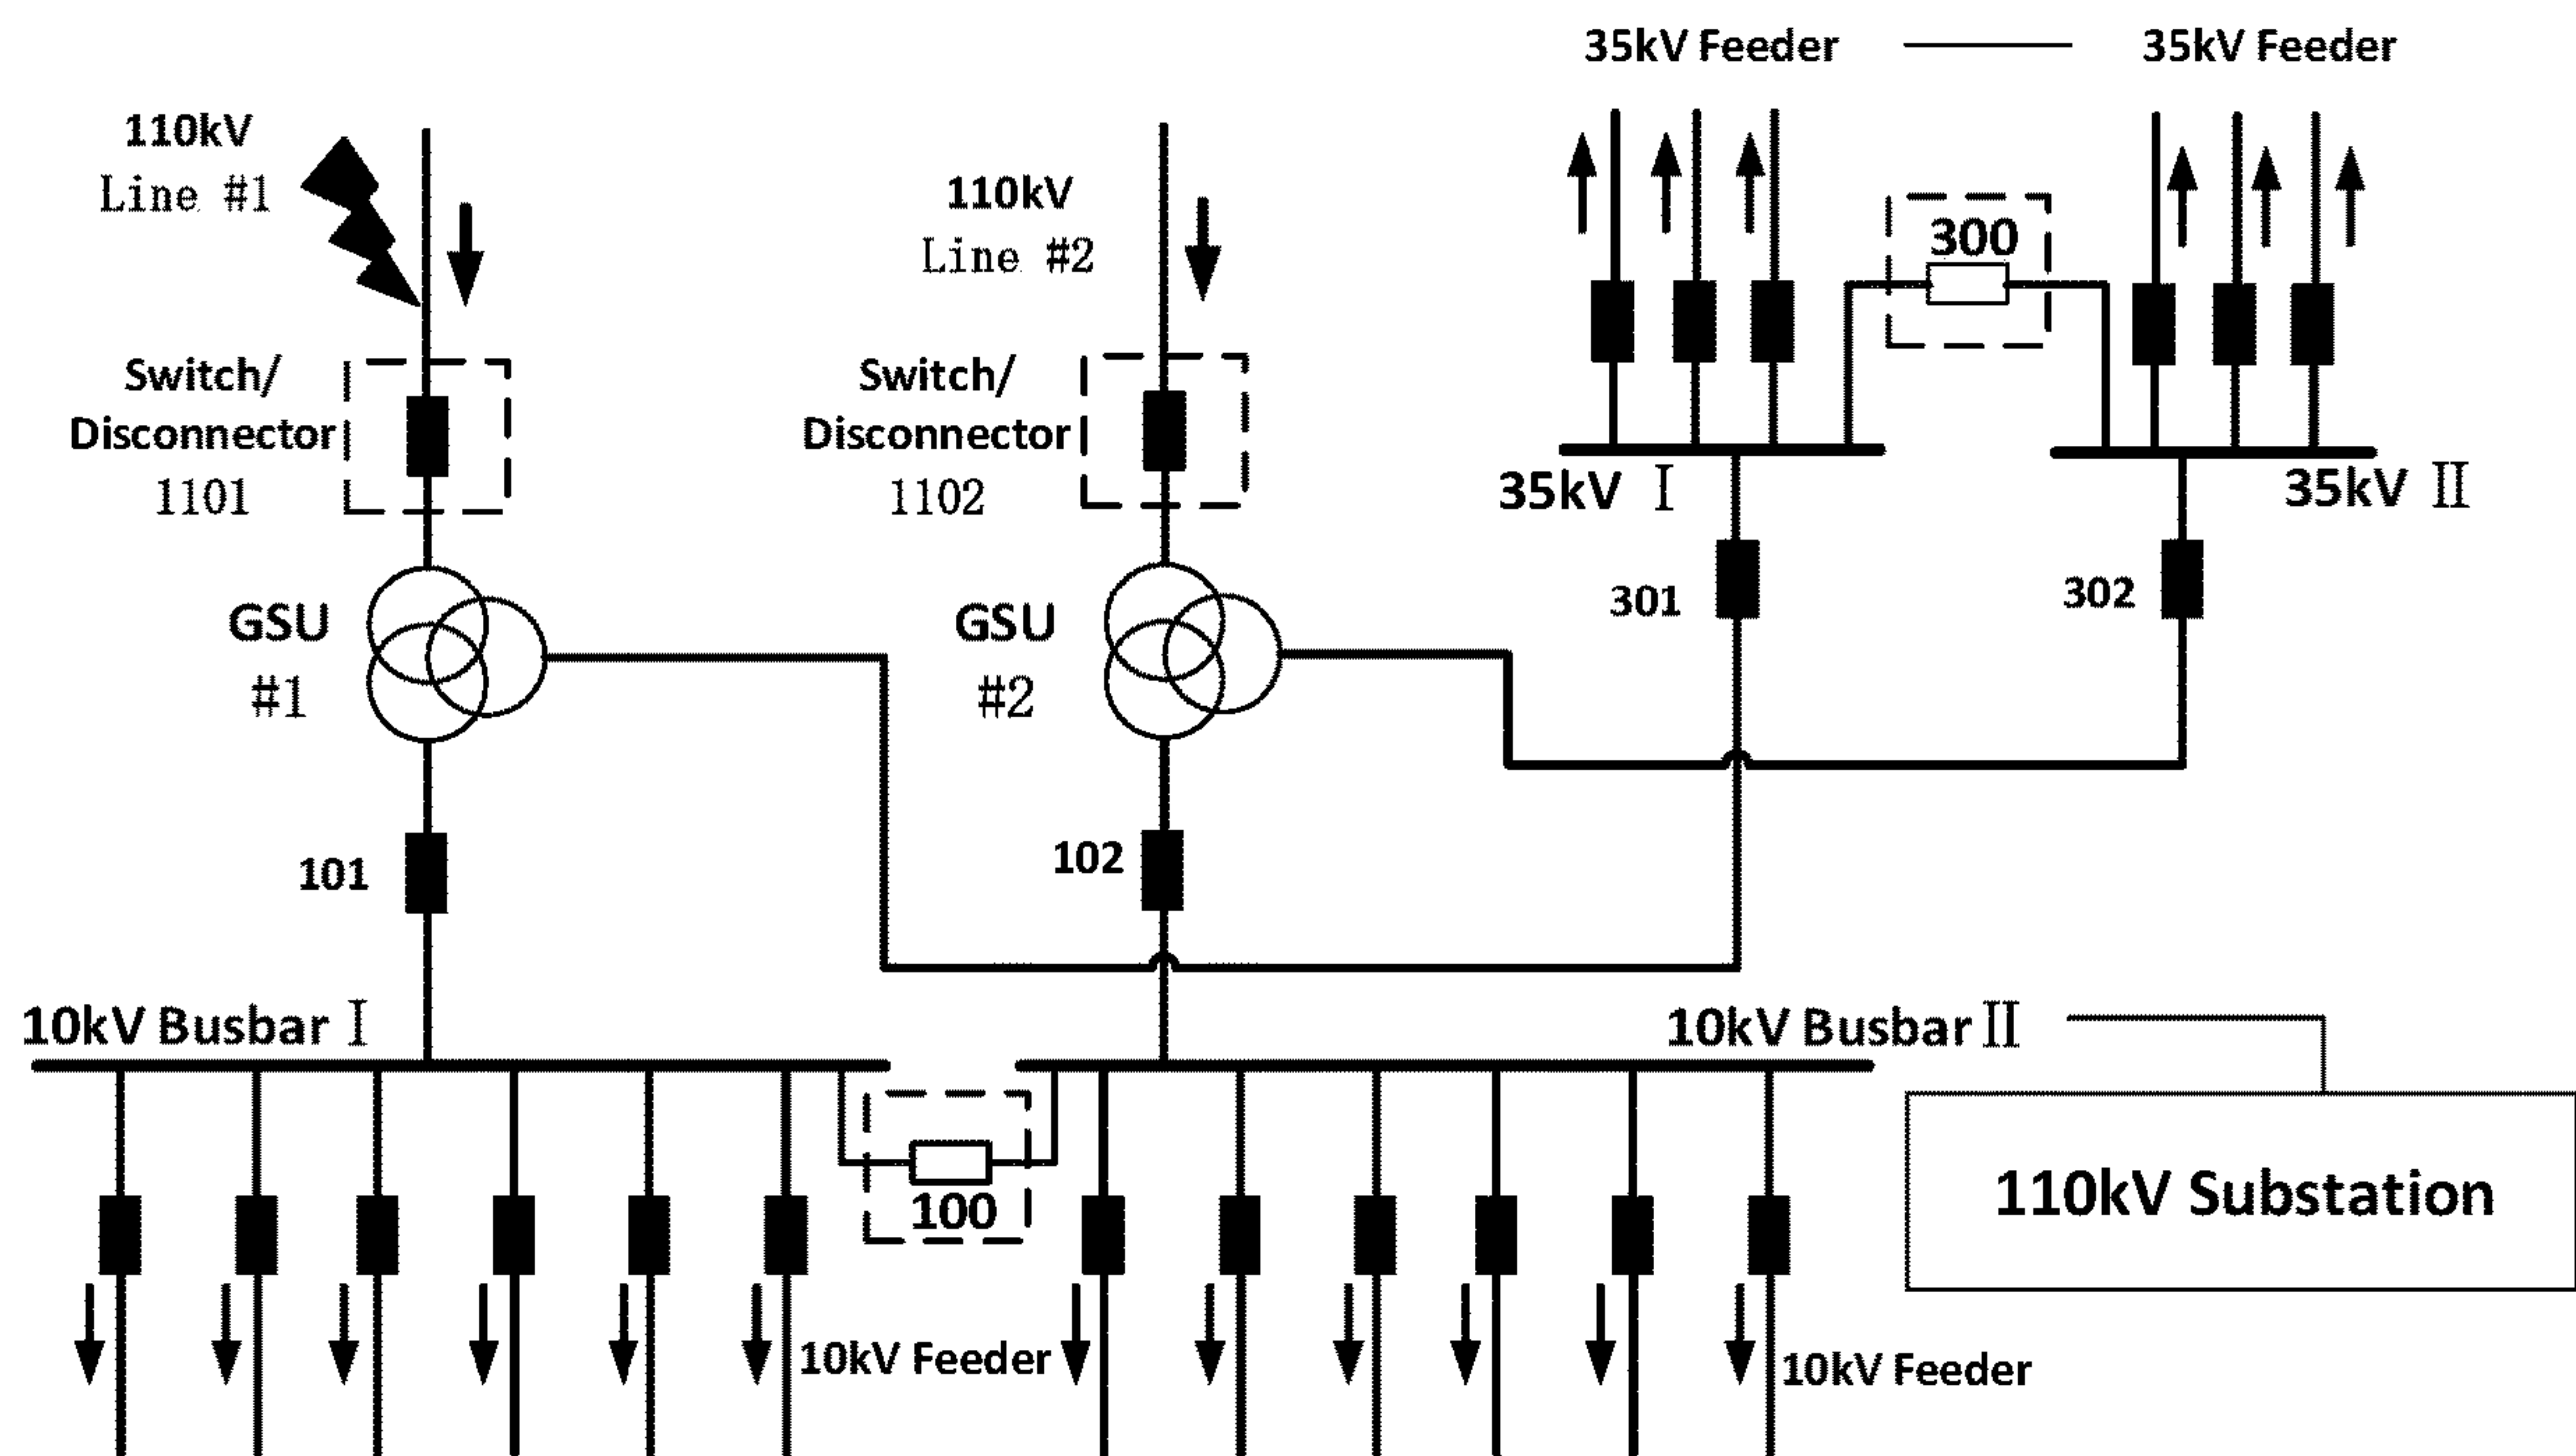 35kV Feeder
35kV Feeder
110kV
Line #1
110kV
Line #2
300
Switch/
Disconnector
1101
Switch/
Disconnector
1102
35kV Ⅰ
35kV Ⅱ
GSU
#1
GSU
#2
301
302
101
102
10kV Busbar Ⅰ
10kV Busbar Ⅱ
100
110kV Substation
10kV Feeder
10kV Feeder